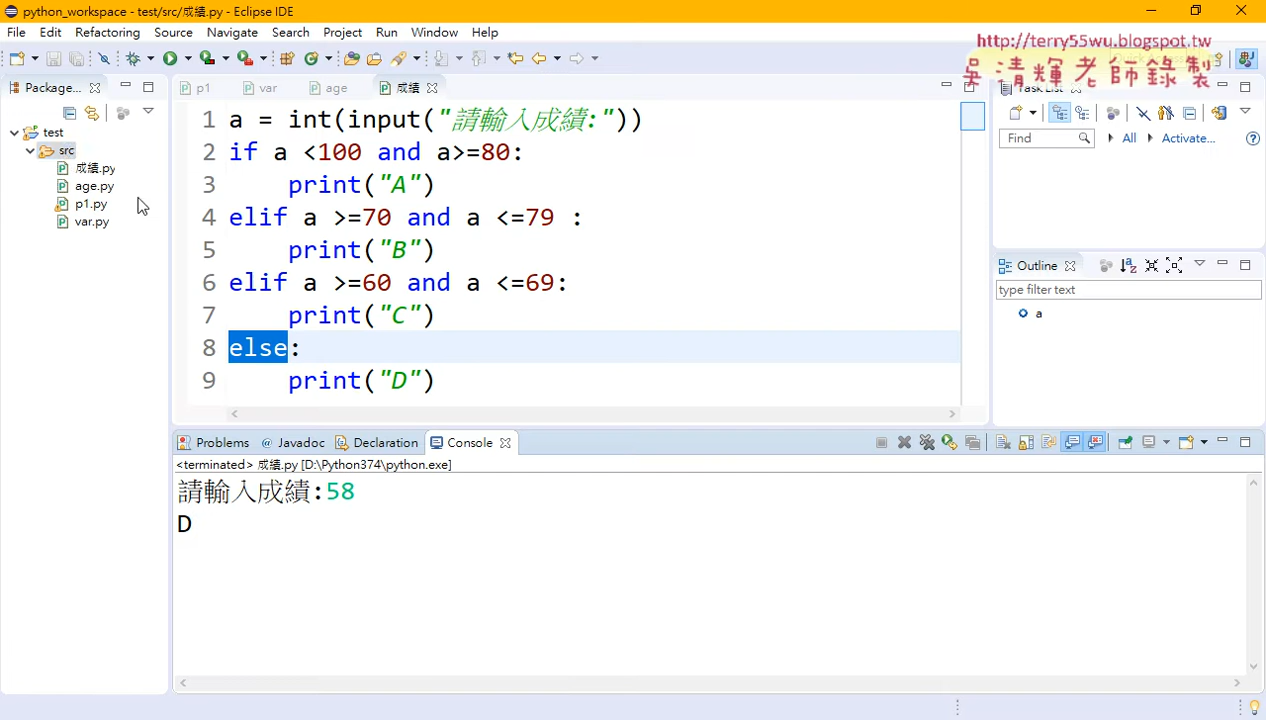 python_workspace - test/src/成績.py - Eclipse IDE
File Edit Refactoring Source Navigate Search Project Run Window Help
http://terry55wu.blogspot.tw
吳清輝老師錄製
Package...
p1 var age 成績
Task List
test
src
成績.py
age.py
p1.py
var.py
1 a = int(input("請輸入成績:"))
2 if a <100 and a>=80:
3 print("A")
4 elif a >=70 and a <=79 :
5 print("B")
6 elif a >=60 and a <=69:
7 print("C")
8 else:
9 print("D")
Find All Activate...
Outline
type filter text
a
Problems Javadoc Declaration Console
<terminated> 成績.py [D:\Python374\python.exe]
請輸入成績:58
D